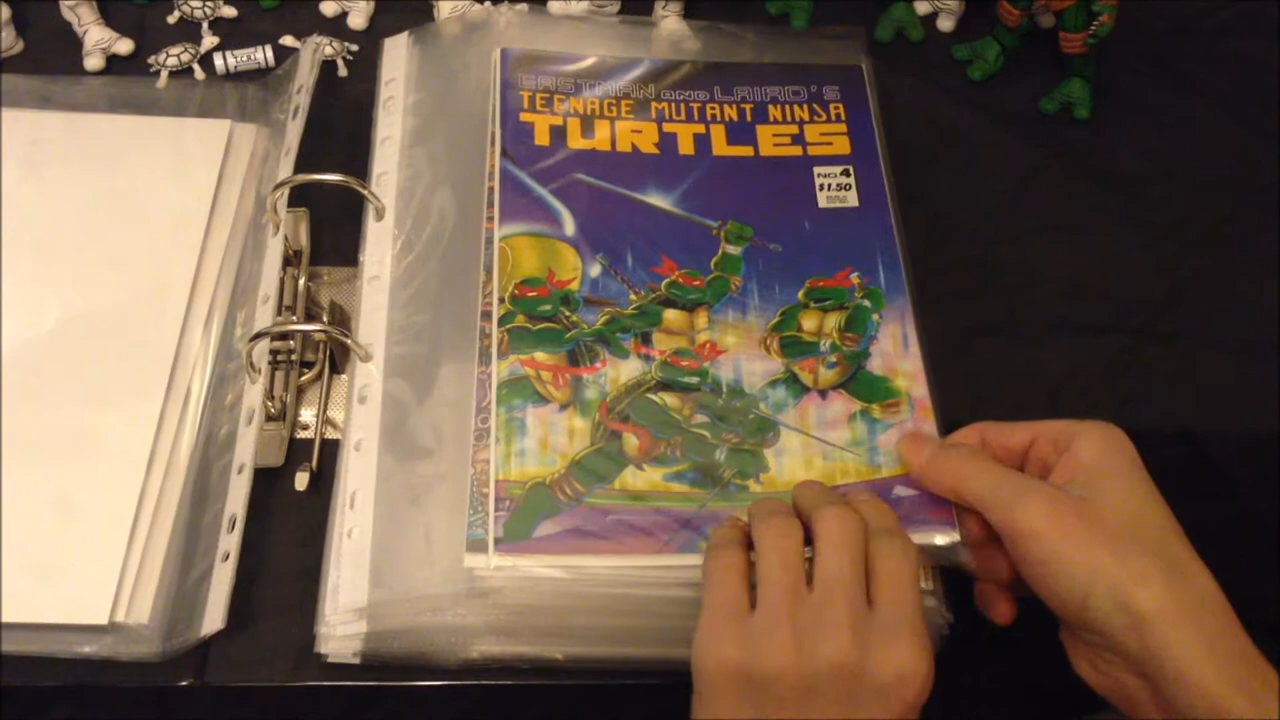 EASTMAN AND LAIRD'S
TEENAGE MUTANT NINJA
TURTLES
NO. 4
$1.50